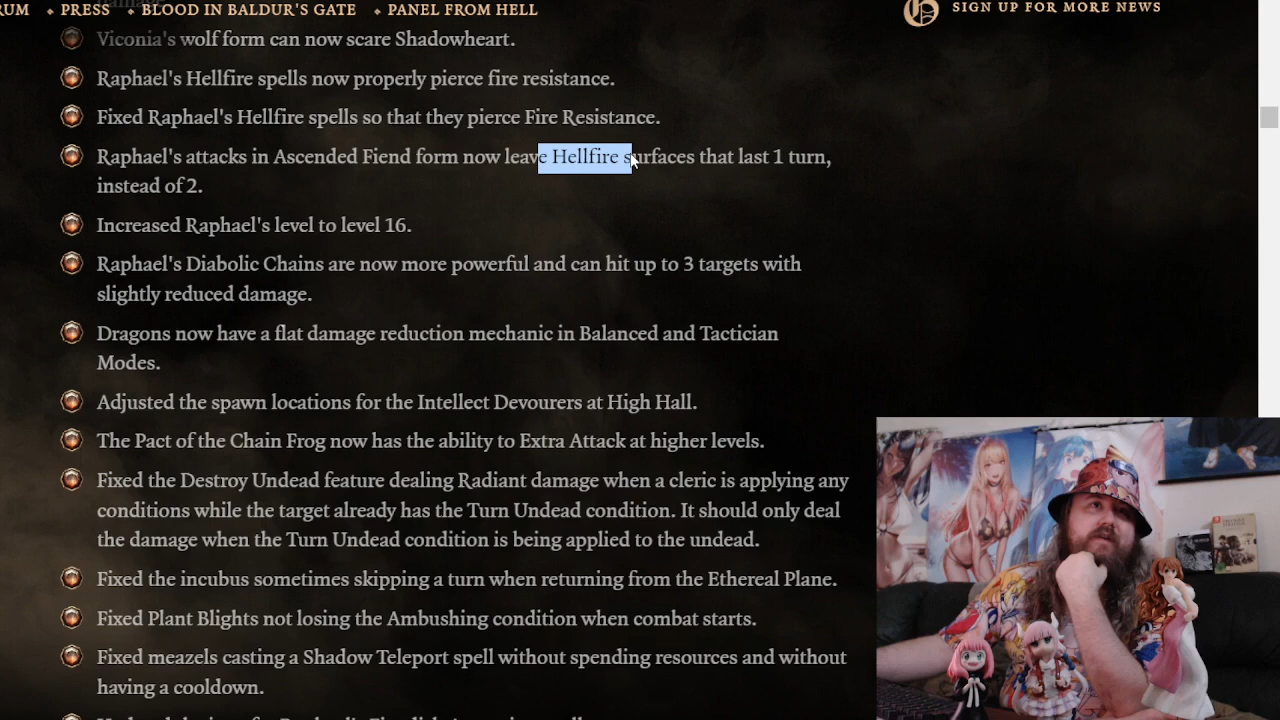 RUM PRESS BLOOD IN BALDUR'S GATE PANEL FROM HELL SIGN UP FOR MORE NEWS
damage.
Viconia's wolf form can now scare Shadowheart.
Raphael's Hellfire spells now properly pierce fire resistance.
Fixed Raphael's Hellfire spells so that they pierce Fire Resistance.
Raphael's attacks in Ascended Fiend form now leave Hellfire surfaces that last 1 turn,
instead of 2.
Increased Raphael's level to level 16.
Raphael's Diabolic Chains are now more powerful and can hit up to 3 targets with
slightly reduced damage.
Dragons now have a flat damage reduction mechanic in Balanced and Tactician
Modes.
Adjusted the spawn locations for the Intellect Devourers at High Hall.
The Pact of the Chain Frog now has the ability to Extra Attack at higher levels.
Fixed the Destroy Undead feature dealing Radiant damage when a cleric is applying any
conditions while the target already has the Turn Undead condition. It should only deal
the damage when the Turn Undead condition is being applied to the undead.
Fixed the incubus sometimes skipping a turn when returning from the Ethereal Plane.
Fixed Plant Blights not losing the Ambushing condition when combat starts.
Fixed meazels casting a Shadow Teleport spell without spending resources and without
having a cooldown.